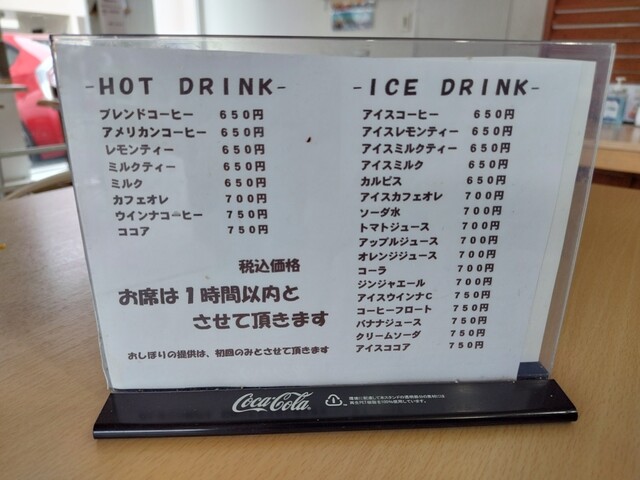 -HOT DRINK-
ブレンドコーヒー 650円
アメリカンコーヒー 650円
レモンティー 650円
ミルクティー 650円
ミルク 650円
カフェオレ 700円
ウインナーコーヒー 750円
ココア 750円
税込価格
お席は1時間以内と
させて頂きます
おしぼりの提供は、初回のみとさせて頂きます
-ICE DRINK-
アイスコーヒー 650円
アイスレモンティー 650円
アイスミルクティー 650円
アイスミルク 650円
カルピス 650円
アイスカフェオレ 700円
ソーダ水 700円
トマトジュース 700円
アップルジュース 700円
オレンジジュース 700円
コーラ 700円
ジンジャエール 700円
アイスウインナC 750円
コーヒーフロート 750円
バナナジュース 750円
クリームソーダ 750円
アイスココア 750円
Coca-Cola